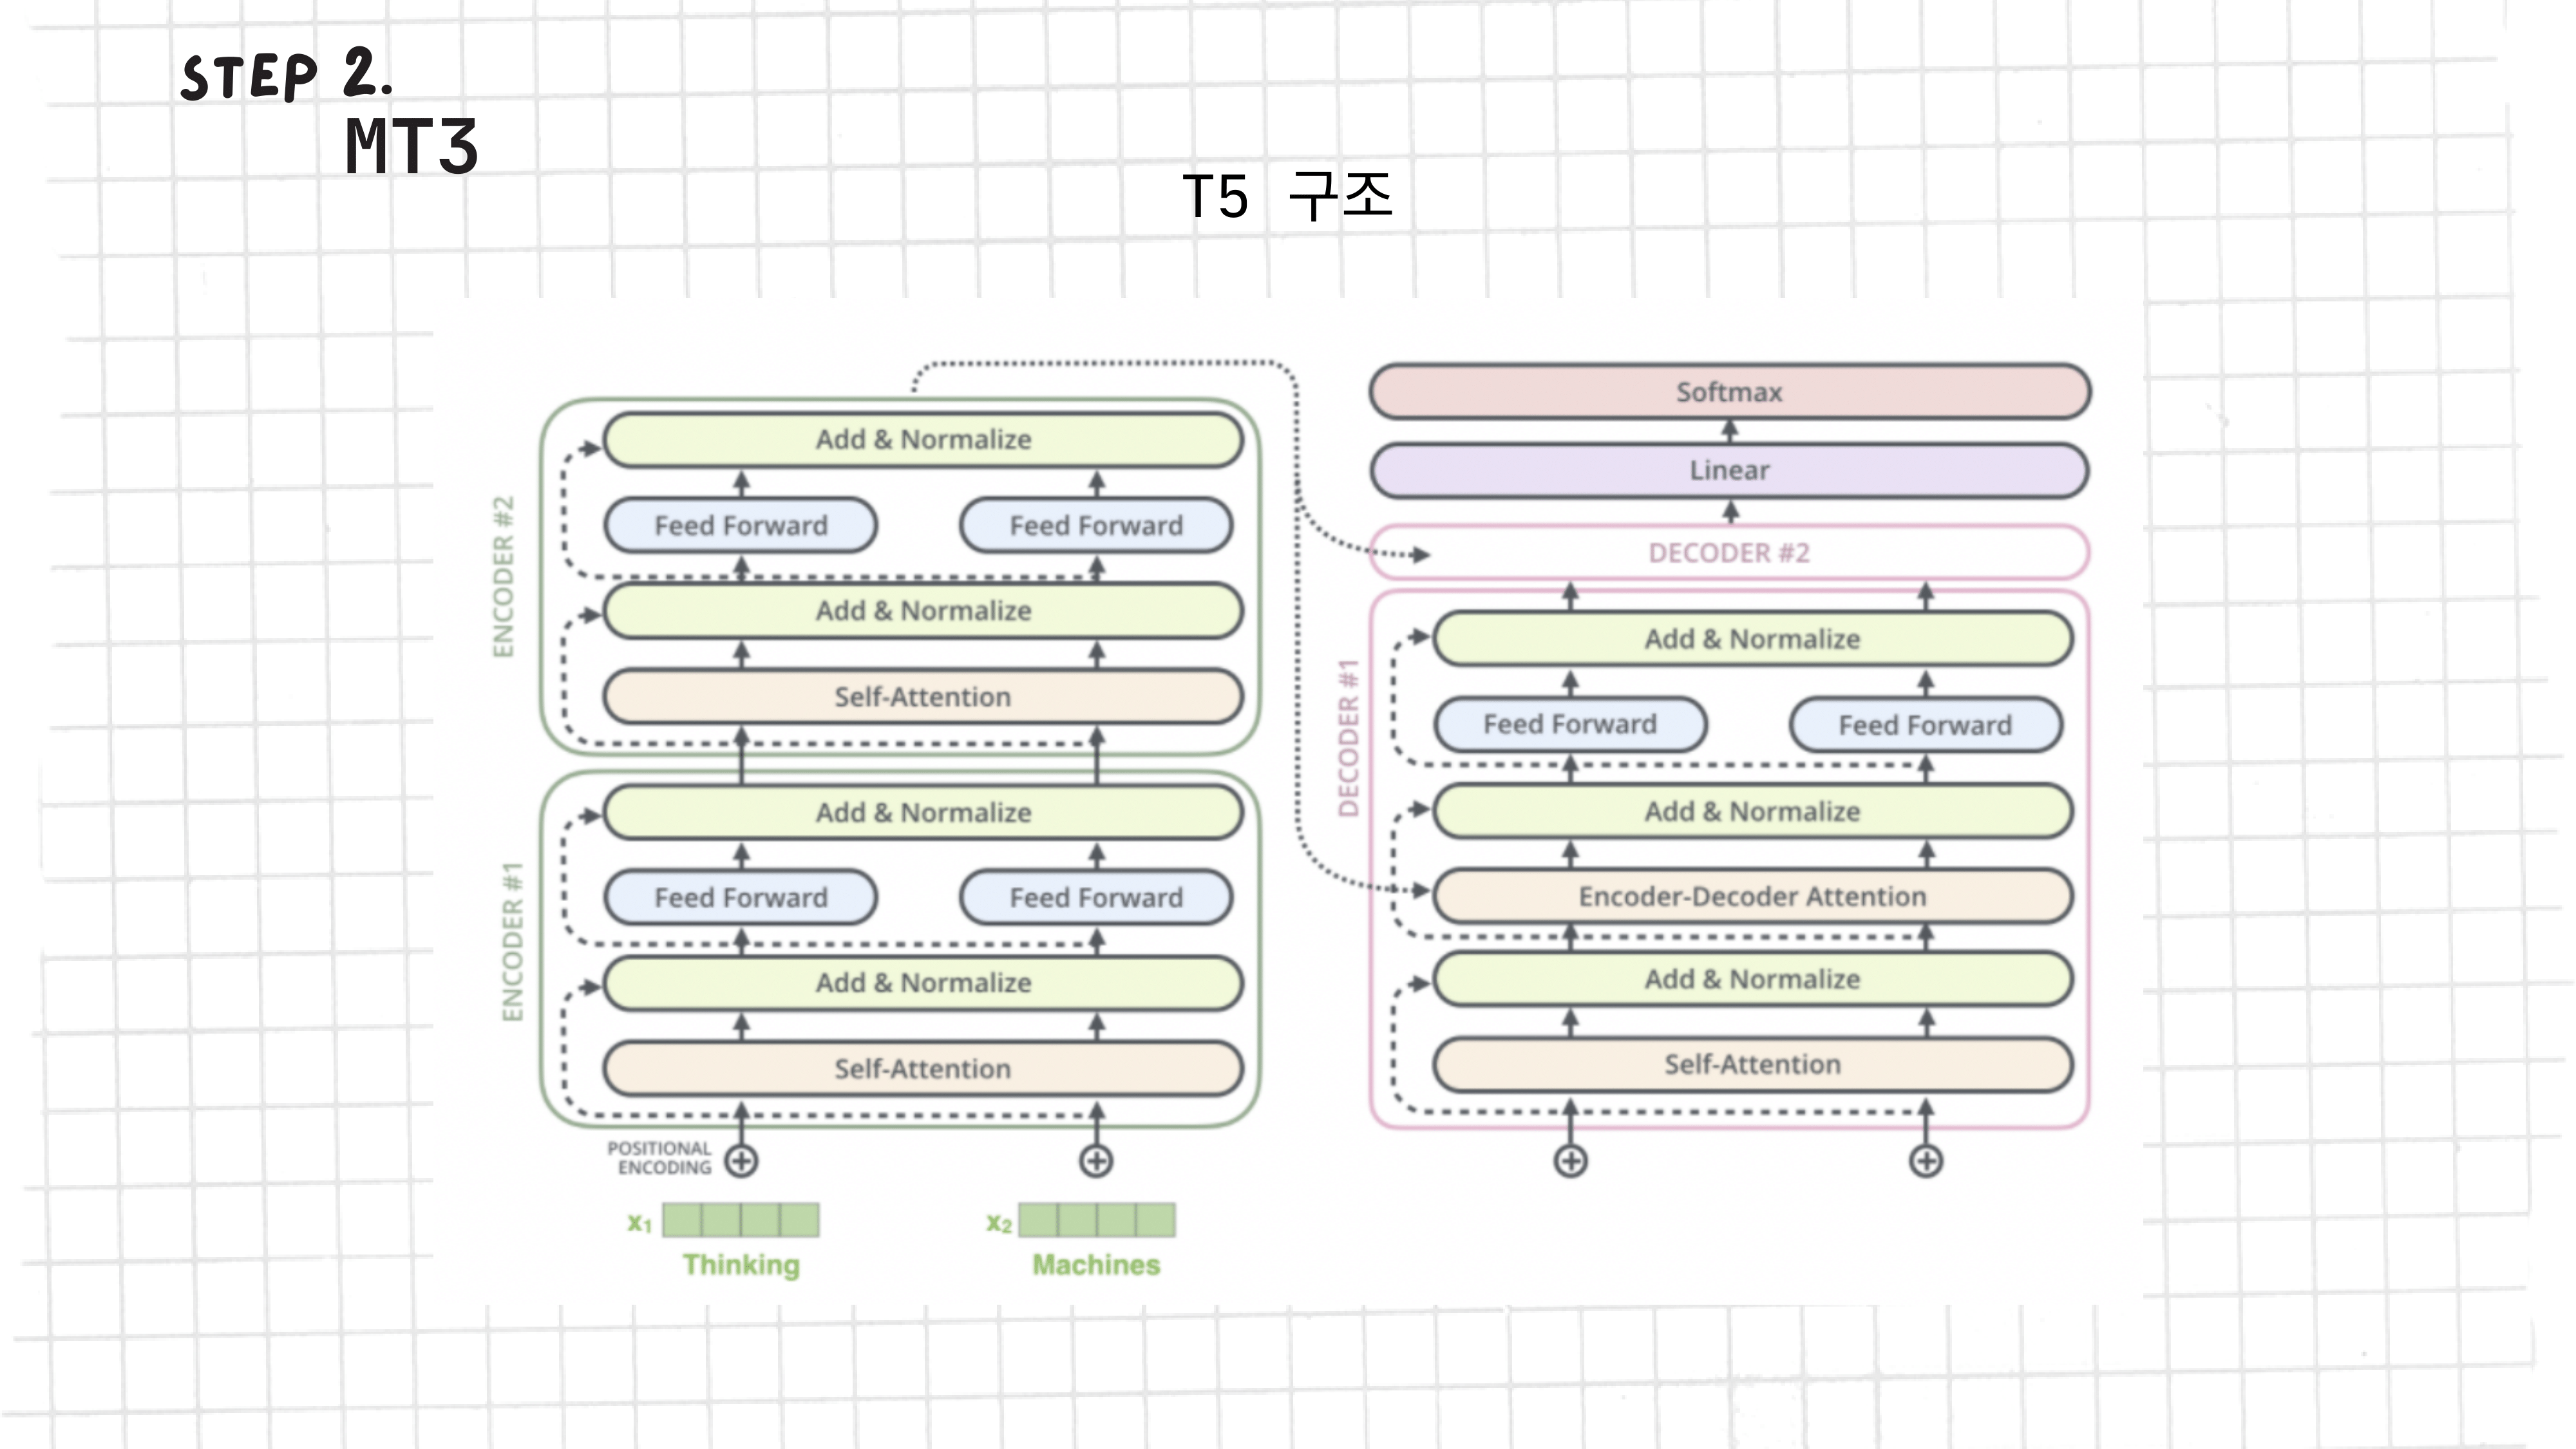 STEP 2.
MT3
T5 구조
ENCODER #2
Add & Normalize
Feed Forward Feed Forward
Add & Normalize
Self-Attention
ENCODER #1
Add & Normalize
Feed Forward Feed Forward
Add & Normalize
Self-Attention
POSITIONAL
ENCODING
x₁ x₂
Thinking Machines
Softmax
Linear
DECODER #2
DECODER #1
Add & Normalize
Feed Forward Feed Forward
Add & Normalize
Encoder-Decoder Attention
Add & Normalize
Self-Attention